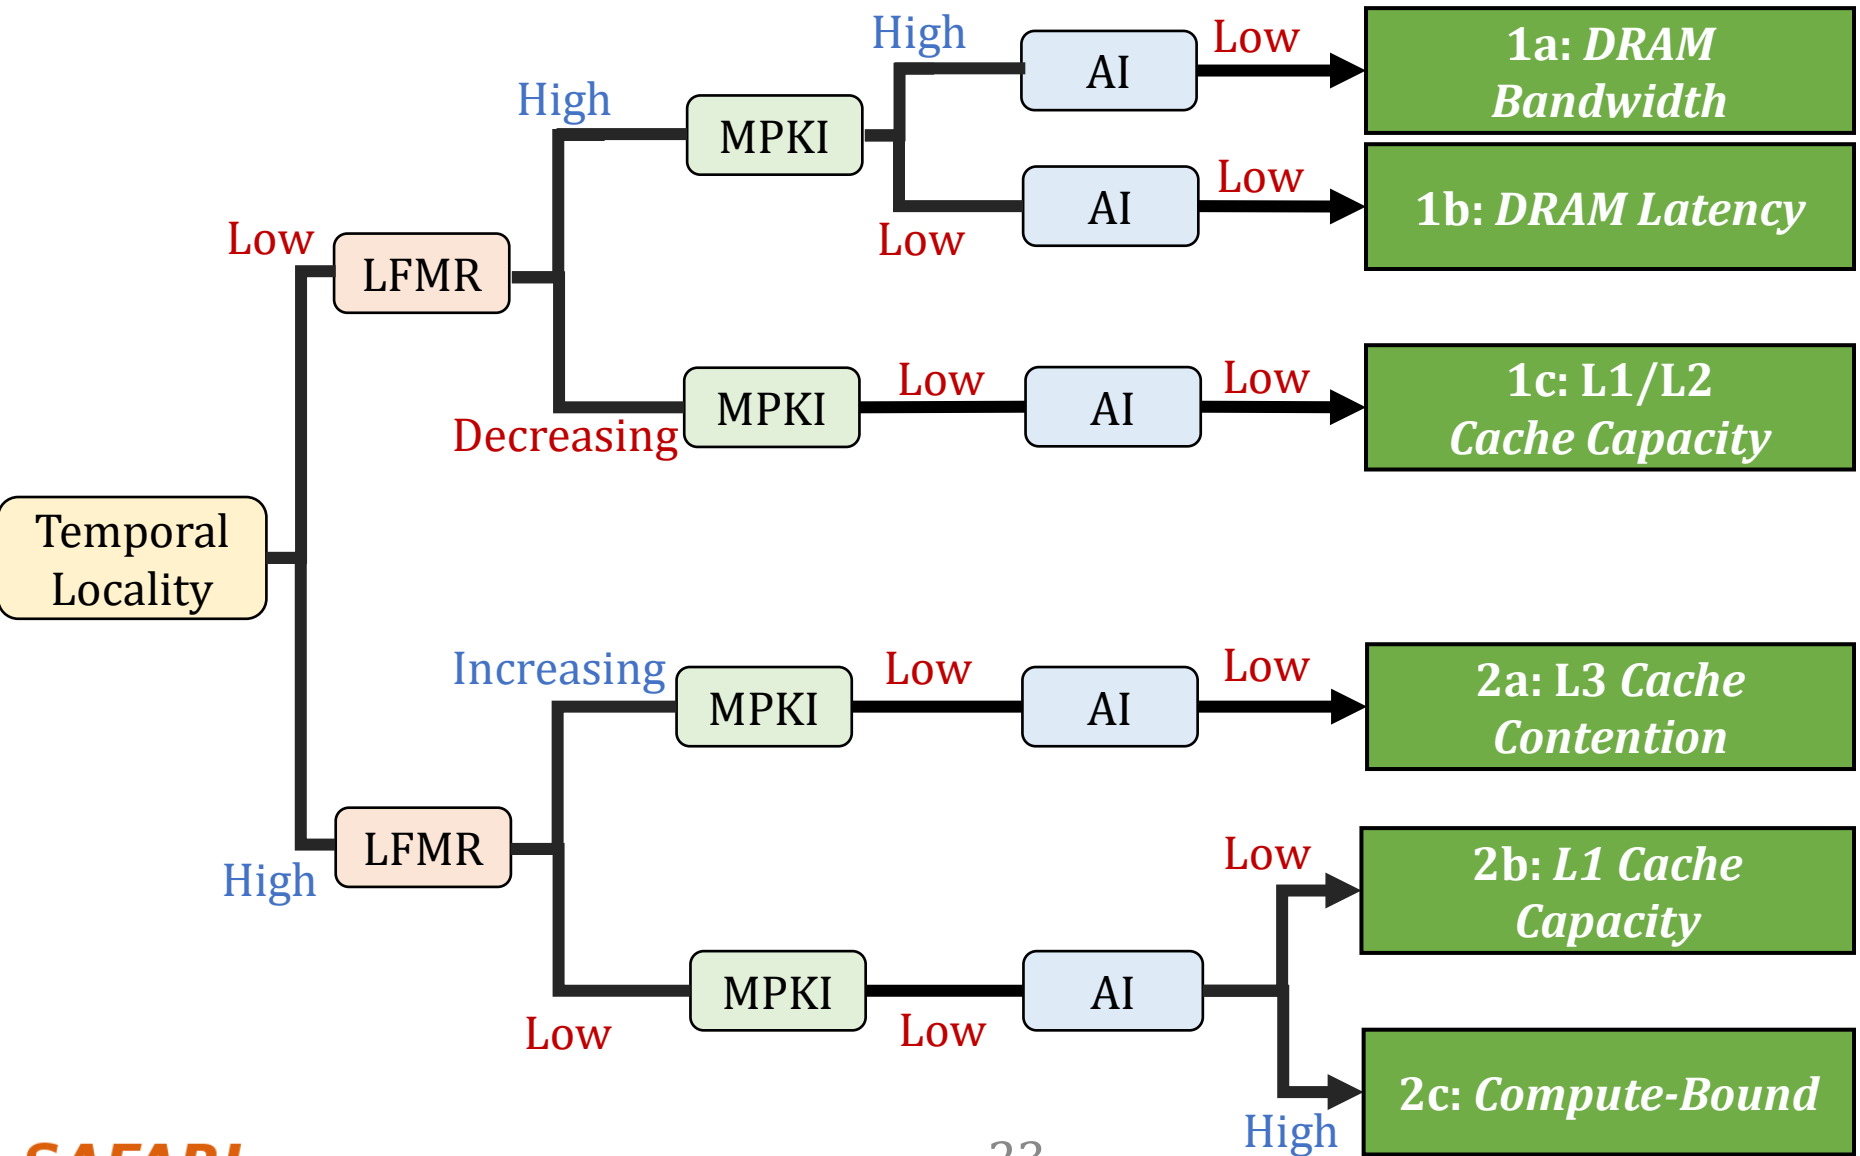 High
Low
AI
1a: DRAM
Bandwidth
High
MPKI
Low
AI
Low
1b: DRAM Latency
Low
LFMR
Decreasing
MPKI
Low
AI
Low
1c: L1/L2
Cache Capacity
Temporal
Locality
Increasing
MPKI
Low
AI
Low
2a: L3 Cache
Contention
High
LFMR
Low
MPKI
Low
AI
Low
2b: L1 Cache
Capacity
High
2c: Compute-Bound
SAFARI
23